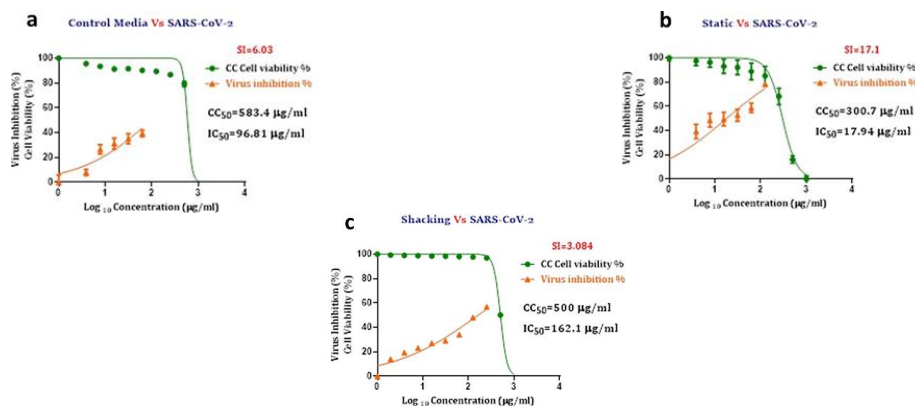 a
Control Media Vs SARS-CoV-2
SI=6.03
CC Cell viability %
Virus inhibition %
CC50=583.4 µg/ml
IC50=96.81 µg/ml
Virus Inhibition (%)
Cell Viability (%)
100
80
60
40
20
0
0 1 2 3 4
Log 10 Concentration (µg/ml)
b
Static Vs SARS-CoV-2
SI=17.1
CC Cell viability %
Virus inhibition %
CC50=300.7 µg/ml
IC50=17.94 µg/ml
Virus Inhibition (%)
Cell Viability (%)
100
80
60
40
20
0
0 1 2 3 4
Log 10 Concentration (µg/ml)
c
Shacking Vs SARS-CoV-2
SI=3.084
CC Cell viability %
Virus inhibition %
CC50=500 µg/ml
IC50=162.1 µg/ml
Virus Inhibition (%)
Cell Viability (%)
100
80
60
40
20
0
0 1 2 3 4
Log 10 Concentration (µg/ml)